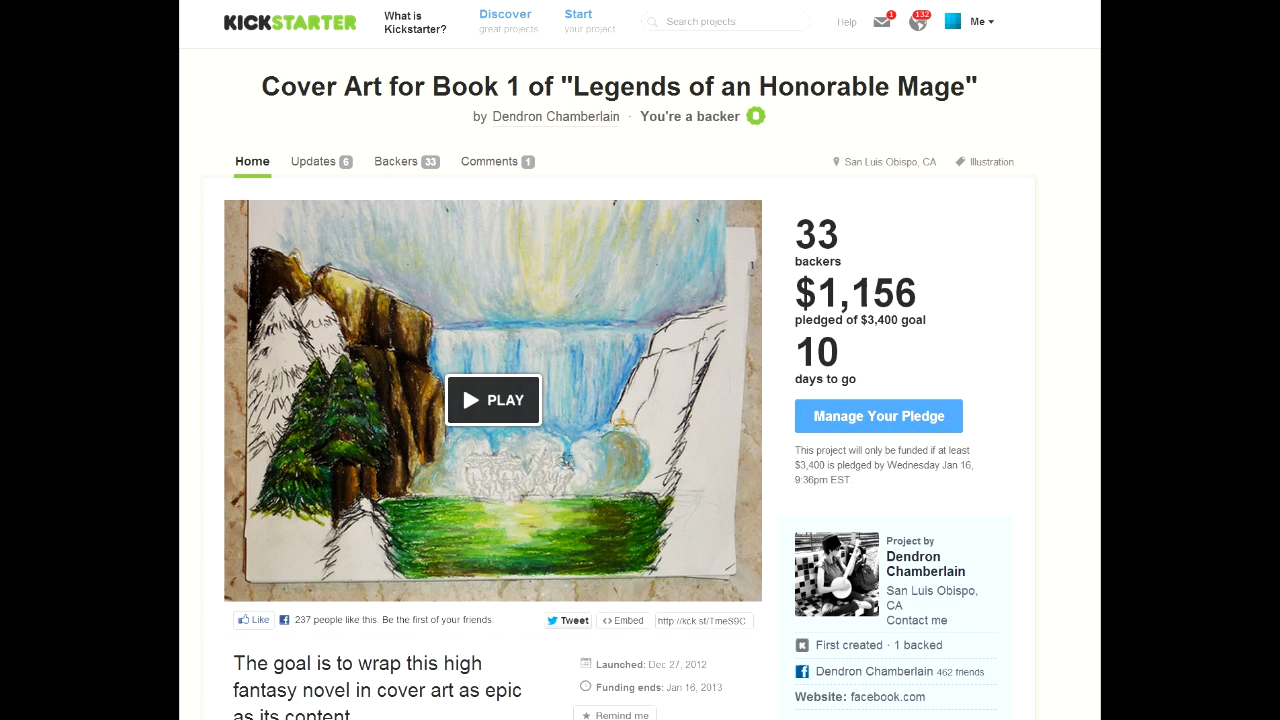 KICKSTARTER
What is
Kickstarter?
Discover
great projects
Start
your project
Search projects
Help
1
132
Me
Cover Art for Book 1 of "Legends of an Honorable Mage"
by Dendron Chamberlain · You're a backer
Home
Updates 6
Backers 33
Comments 1
San Luis Obispo, CA
Illustration
PLAY
33
backers
$1,156
pledged of $3,400 goal
10
days to go
Manage Your Pledge
This project will only be funded if at least
$3,400 is pledged by Wednesday Jan 16,
9:36pm EST.
Project by
Dendron
Chamberlain
San Luis Obispo,
CA
Contact me
First created · 1 backed
Dendron Chamberlain 462 friends
Website: facebook.com
Like
237 people like this. Be the first of your friends.
Tweet
<> Embed
http://kck.st/TmeS9C
The goal is to wrap this high
fantasy novel in cover art as epic
as its content.
Launched: Dec 27, 2012
Funding ends: Jan 16, 2013
Remind me